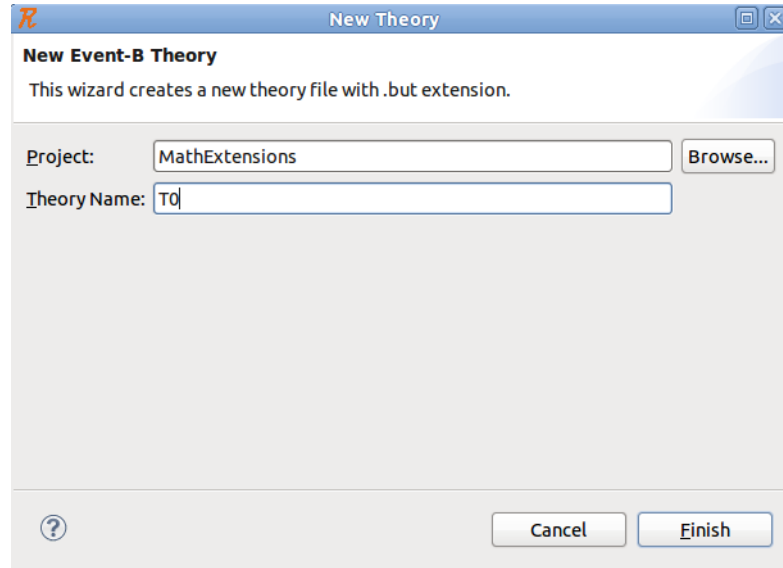 New Theory
New Event-B Theory
This wizard creates a new theory file with .but extension.
Project: MathExtensions Browse...
Theory Name: T0
? Cancel Finish